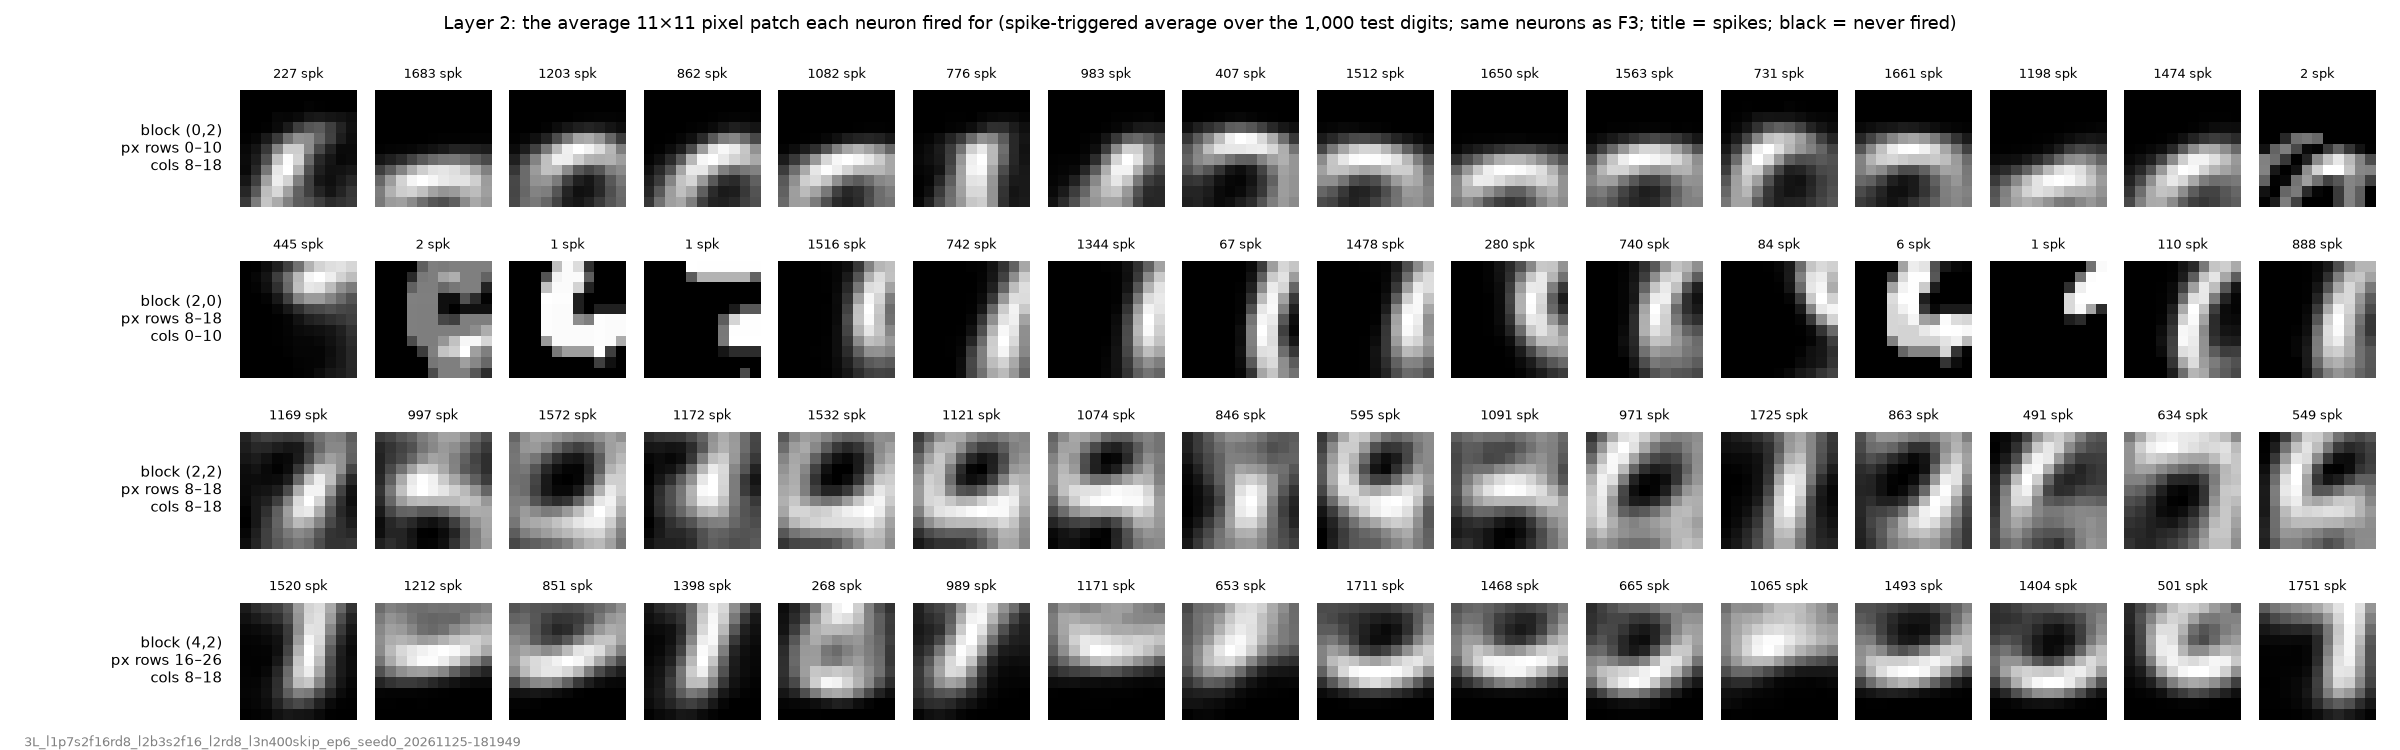 Layer 2: the average 11×11 pixel patch each neuron fired for (spike-triggered average over the 1,000 test digits; same neurons as F3; title = spikes; black = never fired)
227 spk 1683 spk 1203 spk 862 spk 1082 spk 776 spk 983 spk 407 spk 1512 spk 1650 spk 1563 spk 731 spk 1661 spk 1198 spk 1474 spk 2 spk
block (0,2)
px rows 0–10
cols 8–18
445 spk 2 spk 1 spk 1 spk 1516 spk 742 spk 1344 spk 67 spk 1478 spk 280 spk 740 spk 84 spk 6 spk 1 spk 110 spk 888 spk
block (2,0)
px rows 8–18
cols 0–10
1169 spk 997 spk 1572 spk 1172 spk 1532 spk 1121 spk 1074 spk 846 spk 595 spk 1091 spk 971 spk 1725 spk 863 spk 491 spk 634 spk 549 spk
block (2,2)
px rows 8–18
cols 8–18
1520 spk 1212 spk 851 spk 1398 spk 268 spk 989 spk 1171 spk 653 spk 1711 spk 1468 spk 665 spk 1065 spk 1493 spk 1404 spk 501 spk 1751 spk
block (4,2)
px rows 16–26
cols 8–18
3L_l1p7s2f16rd8_l2b3s2f16_l2rd8_l3n400skip_ep6_seed0_20261125-181949